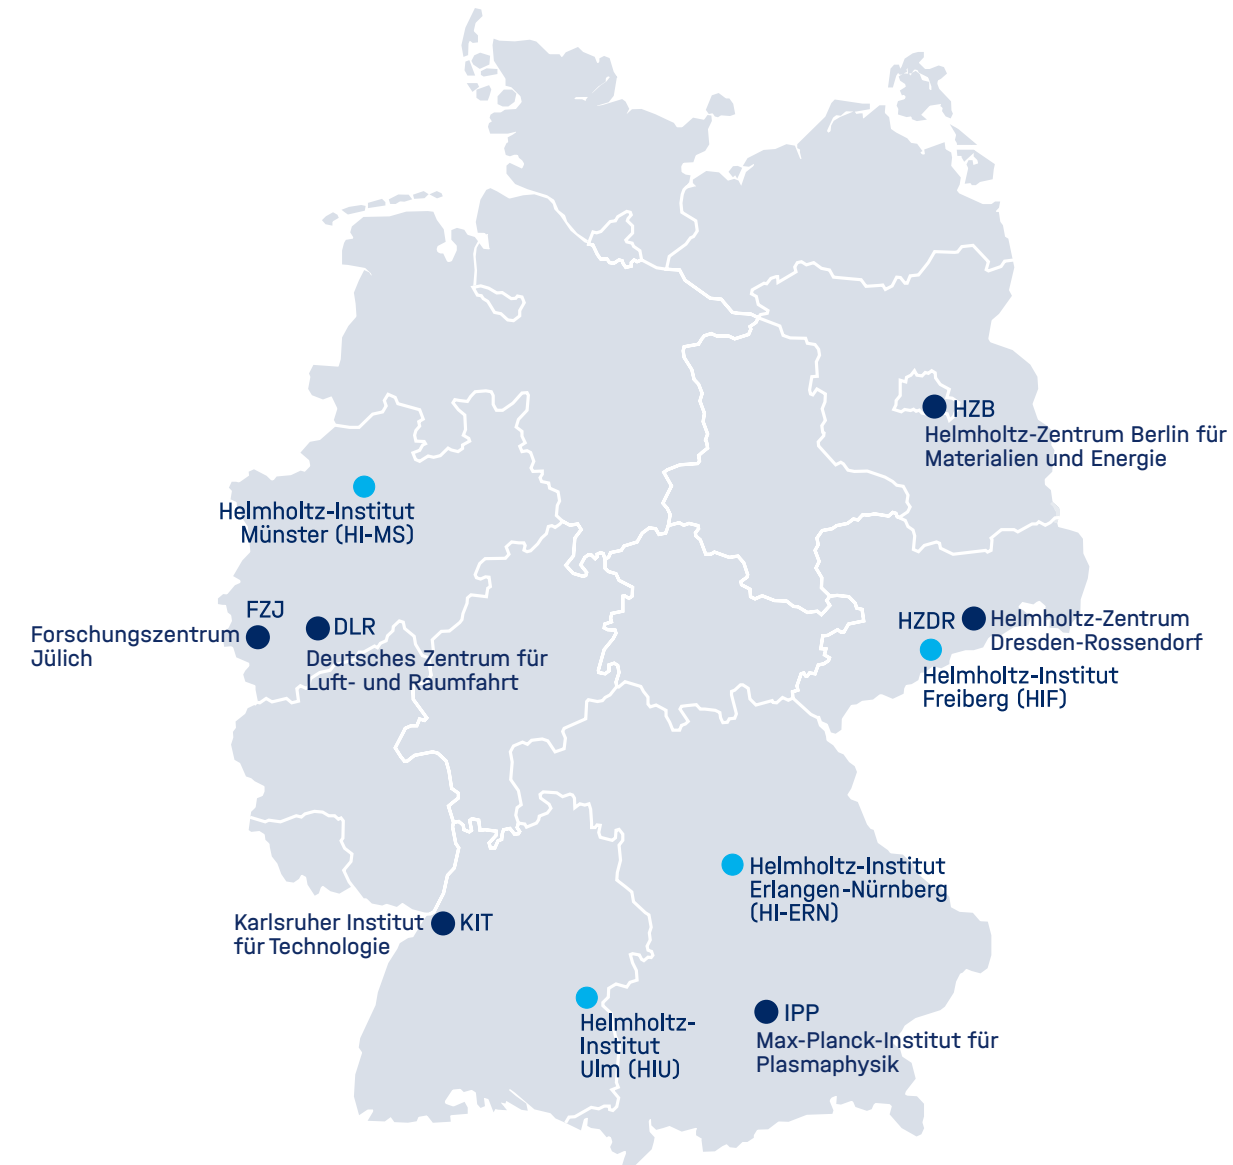 HZB
Helmholtz-Zentrum Berlin für
Materialien und Energie
Helmholtz-Institut
Münster (HI-MS)
FZJ
Forschungszentrum
Jülich
DLR
Deutsches Zentrum für
Luft- und Raumfahrt
HZDR
Helmholtz-Zentrum
Dresden-Rossendorf
Helmholtz-Institut
Freiberg (HIF)
Helmholtz-Institut
Erlangen-Nürnberg
(HI-ERN)
Karlsruher Institut
für Technologie
KIT
Helmholtz-
Institut
Ulm (HIU)
IPP
Max-Planck-Institut für
Plasmaphysik